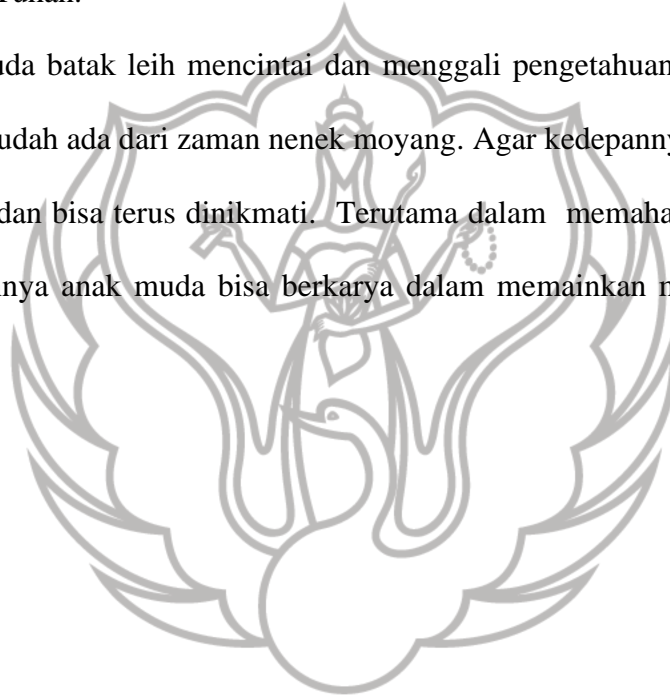 uda batak leih mencintai dan menggali pengetahuan
udah ada dari zaman nenek moyang. Agar kedepanny
dan bisa terus dinikmati. Terutama dalam memaha
nya anak muda bisa berkarya dalam memainkan